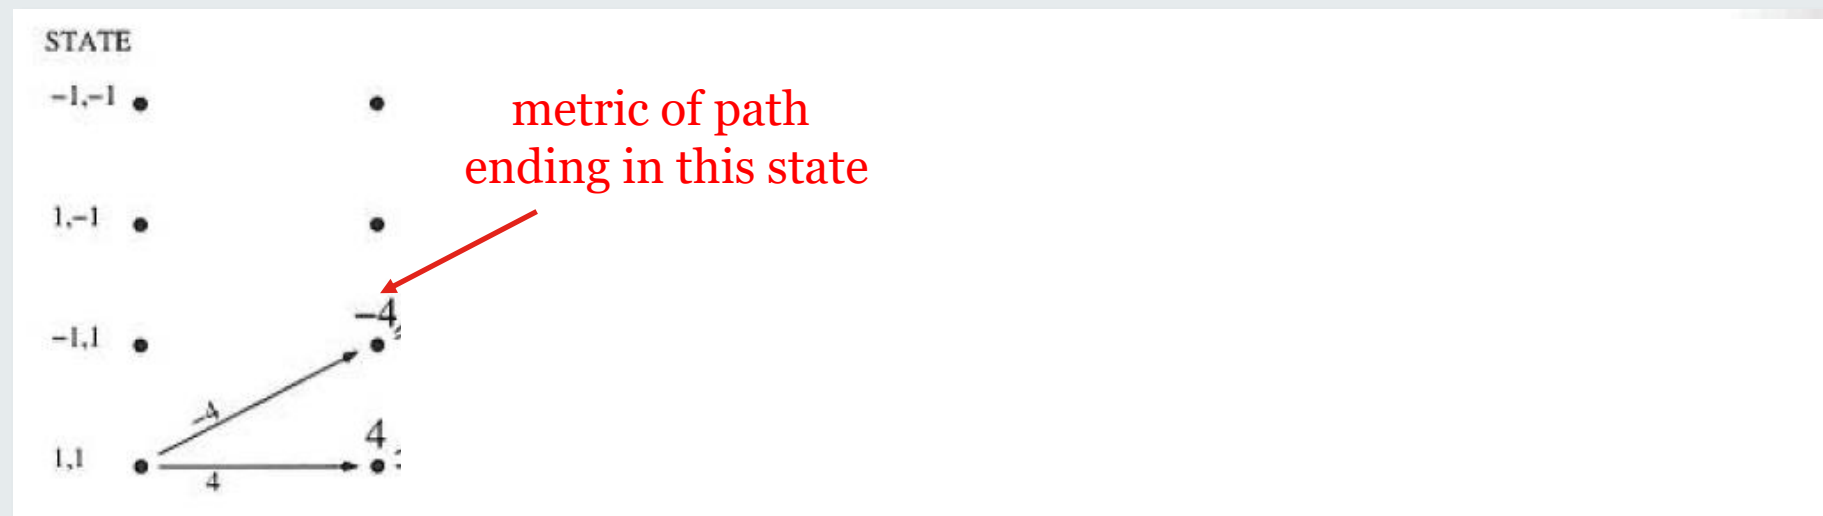 STATE
−1,−1
metric of path
ending in this state
1,−1
−4
−1,1
−4
4
1,1
4